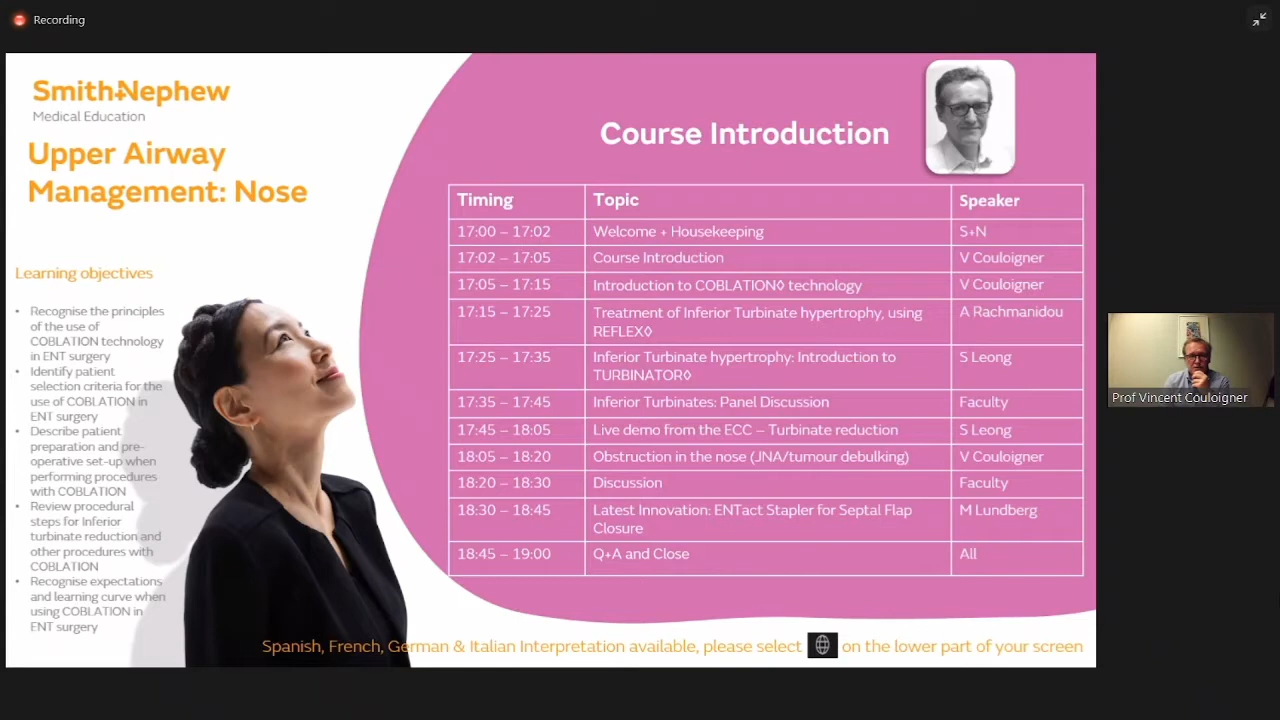 Recording
Smith+Nephew
Medical Education
Upper Airway
Management: Nose
Learning objectives
• Recognise the principles
of the use of
COBLATION technology
in ENT surgery
• Identify patient
selection criteria for the
use of COBLATION in
ENT surgery
• Describe patient
preparation and pre-
operative set-up when
performing procedures
with COBLATION
• Review procedural
steps for Inferior
turbinate reduction and
other procedures with
COBLATION
• Recognise expectations
and learning curve when
using COBLATION in
ENT surgery
Course Introduction
Timing Topic Speaker
17:00 – 17:02 Welcome + Housekeeping S+N
17:02 – 17:05 Course Introduction V Couloigner
17:05 – 17:15 Introduction to COBLATION◊ technology V Couloigner
17:15 – 17:25 Treatment of Inferior Turbinate hypertrophy, using A Rachmanidou
REFLEX◊
17:25 – 17:35 Inferior Turbinate hypertrophy: Introduction to S Leong
TURBINATOR◊
17:35 – 17:45 Inferior Turbinates: Panel Discussion Faculty
17:45 – 18:05 Live demo from the ECC – Turbinate reduction S Leong
18:05 – 18:20 Obstruction in the nose (JNA/tumour debulking) V Couloigner
18:20 – 18:30 Discussion Faculty
18:30 – 18:45 Latest Innovation: ENTact Stapler for Septal Flap M Lundberg
Closure
18:45 – 19:00 Q+A and Close All
Spanish, French, German & Italian Interpretation available, please select on the lower part of your screen
Prof Vincent Couloigner